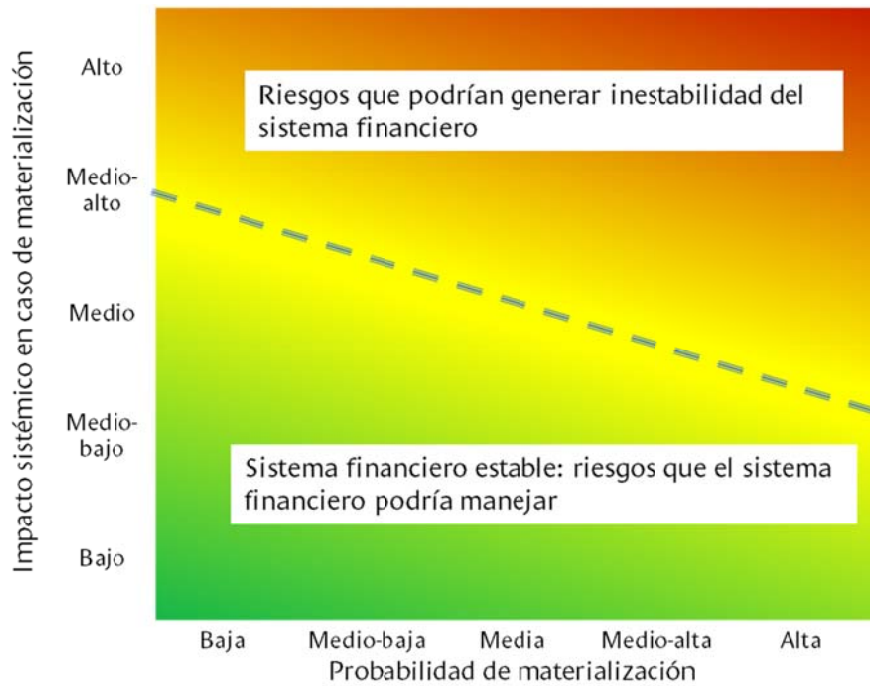 Impacto sistémico en caso de materialización
Alto
Medio-
alto
Medio
Medio-
bajo
Bajo
Riesgos que podrían generar inestabilidad del
sistema financiero
Sistema financiero estable: riesgos que el sistema
financiero podría manejar
Baja
Medio-baja
Media
Medio-alta
Alta
Probabilidad de materialización